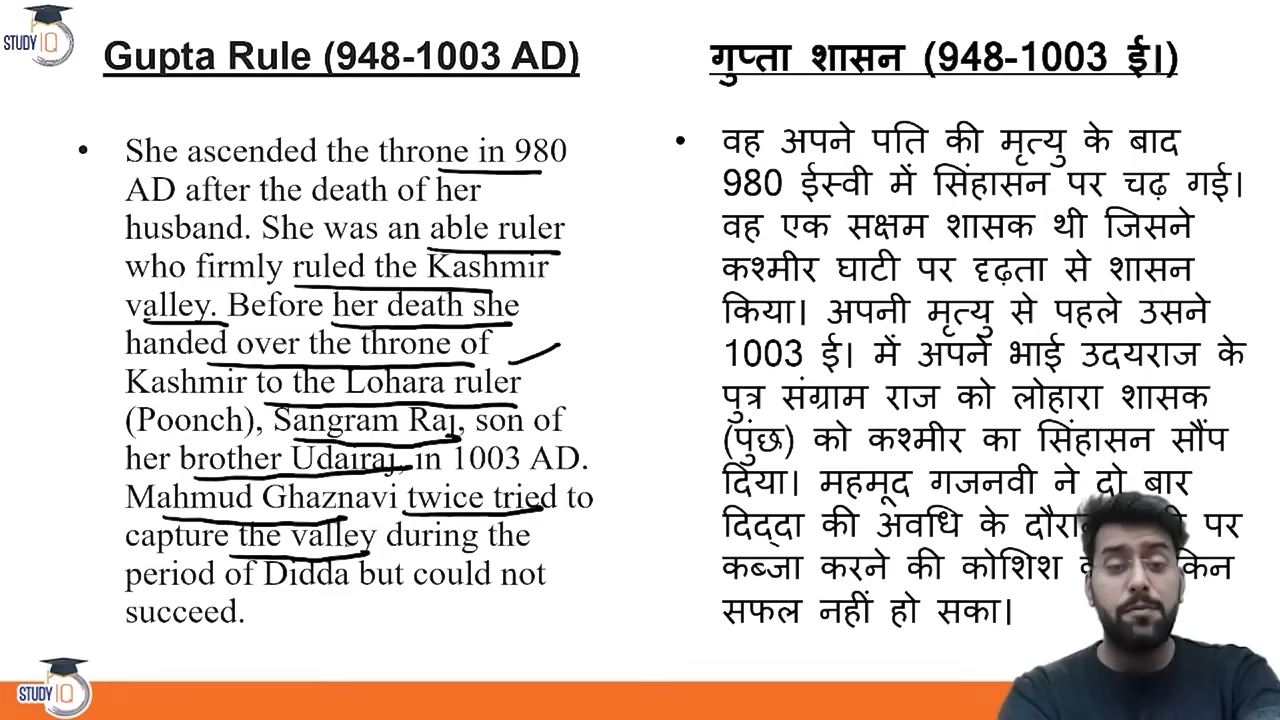 STUDY IQ
Gupta Rule (948-1003 AD)
• She ascended the throne in 980
AD after the death of her
husband. She was an able ruler
who firmly ruled the Kashmir
valley. Before her death she
handed over the throne of
Kashmir to the Lohara ruler
(Poonch), Sangram Raj, son of
her brother Udairaj, in 1003 AD.
Mahmud Ghaznavi twice tried to
capture the valley during the
period of Didda but could not
succeed.
गुप्ता शासन (948-1003 ई।)
• वह अपने पति की मृत्यु के बाद
980 ईस्वी में सिंहासन पर चढ़ गई।
वह एक सक्षम शासक थी जिसने
कश्मीर घाटी पर दृढ़ता से शासन
किया। अपनी मृत्यु से पहले उसने
1003 ई। में अपने भाई उदयराज के
पुत्र संग्राम राज को लोहारा शासक
(पुंछ) को कश्मीर का सिंहासन सौंप
दिया। महमूद गजनवी ने दो बार
दिद्दा की अवधि के पर
कब्जा करने की कोशिश
सफल नहीं हो सका।
STUDY IQ